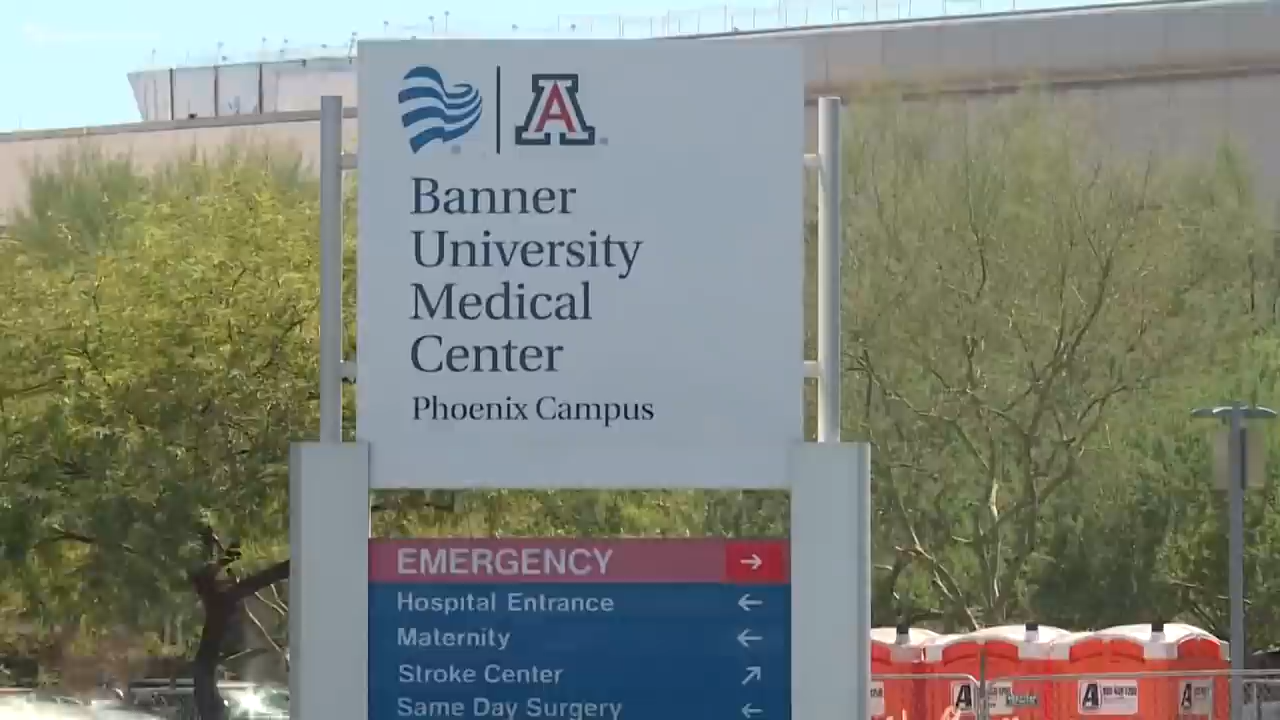 A
Banner
University
Medical
Center
Phoenix Campus
EMERGENCY →
Hospital Entrance ←
Maternity ←
Stroke Center ↗
Same Day Surgery ←
A
A
A